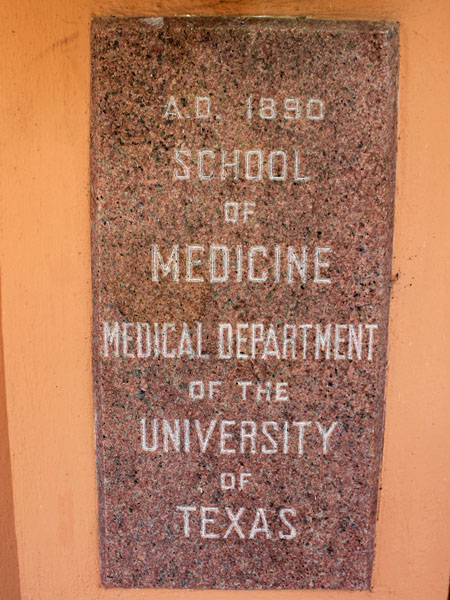 A.D. 1890
SCHOOL
OF
MEDICINE
MEDICAL DEPARTMENT
OF THE
UNIVERSITY
OF
TEXAS